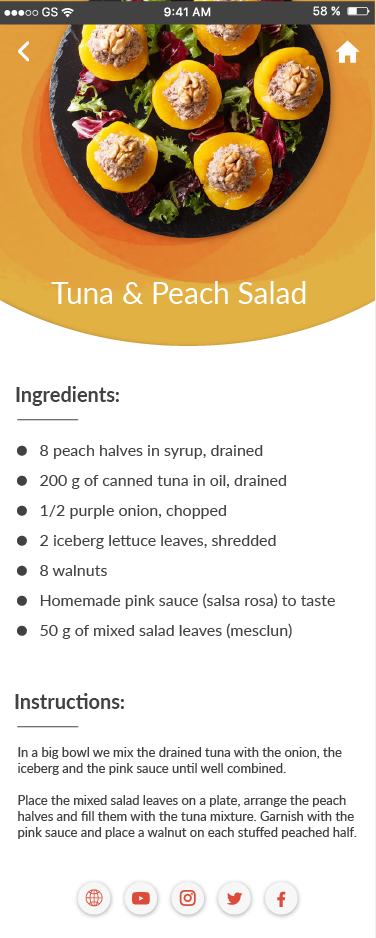 GS 9:41 AM 58 %
Tuna & Peach Salad
Ingredients:
8 peach halves in syrup, drained
200 g of canned tuna in oil, drained
1/2 purple onion, chopped
2 iceberg lettuce leaves, shredded
8 walnuts
Homemade pink sauce (salsa rosa) to taste
50 g of mixed salad leaves (mesclun)
Instructions:
In a big bowl we mix the drained tuna with the onion, the
iceberg and the pink sauce until well combined.
Place the mixed salad leaves on a plate, arrange the peach
halves and fill them with the tuna mixture. Garnish with the
pink sauce and place a walnut on each stuffed peached half.